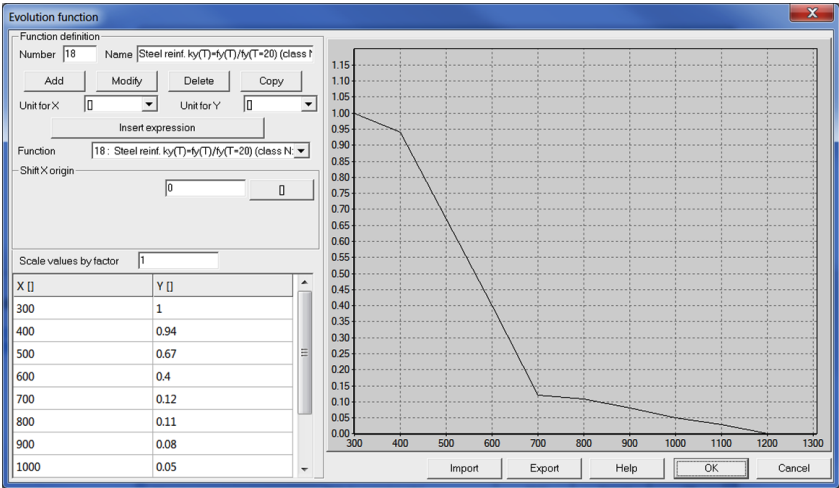 Evolution function
Function definition
Number 18 Name Steel reinf. ky(T)=fy(T)/fy(T=20) (class N
Add Modify Delete Copy
Unit for X [] Unit for Y []
Insert expression
Function 18 : Steel reinf. ky(T)=fy(T)/fy(T=20) (class N:
Shift X origin
0 []
Scale values by factor 1
X [] Y []
300 1
400 0.94
500 0.67
600 0.4
700 0.12
800 0.11
900 0.08
1000 0.05
1.15
1.10
1.05
1.00
0.95
0.90
0.85
0.80
0.75
0.70
0.65
0.60
0.55
0.50
0.45
0.40
0.35
0.30
0.25
0.20
0.15
0.10
0.05
0.00
300 400 500 600 700 800 900 1000 1100 1200 1300
Import Export Help OK Cancel